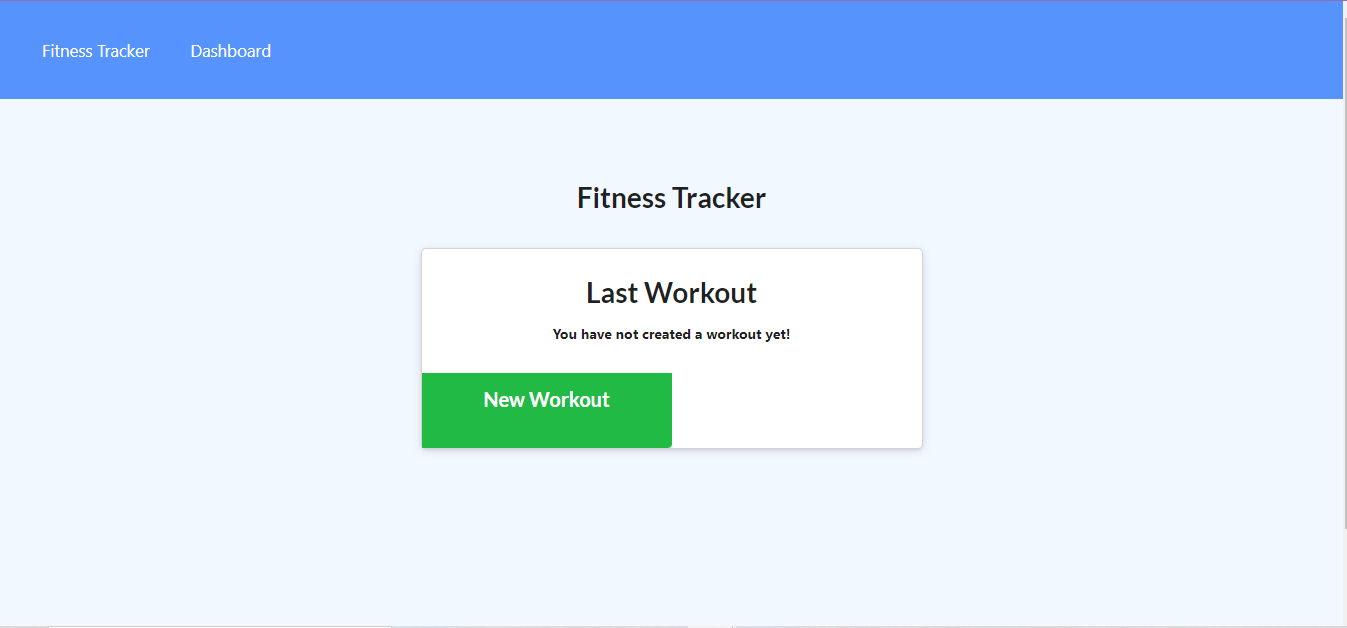 Fitness Tracker Dashboard
Fitness Tracker
Last Workout
You have not created a workout yet!
New Workout